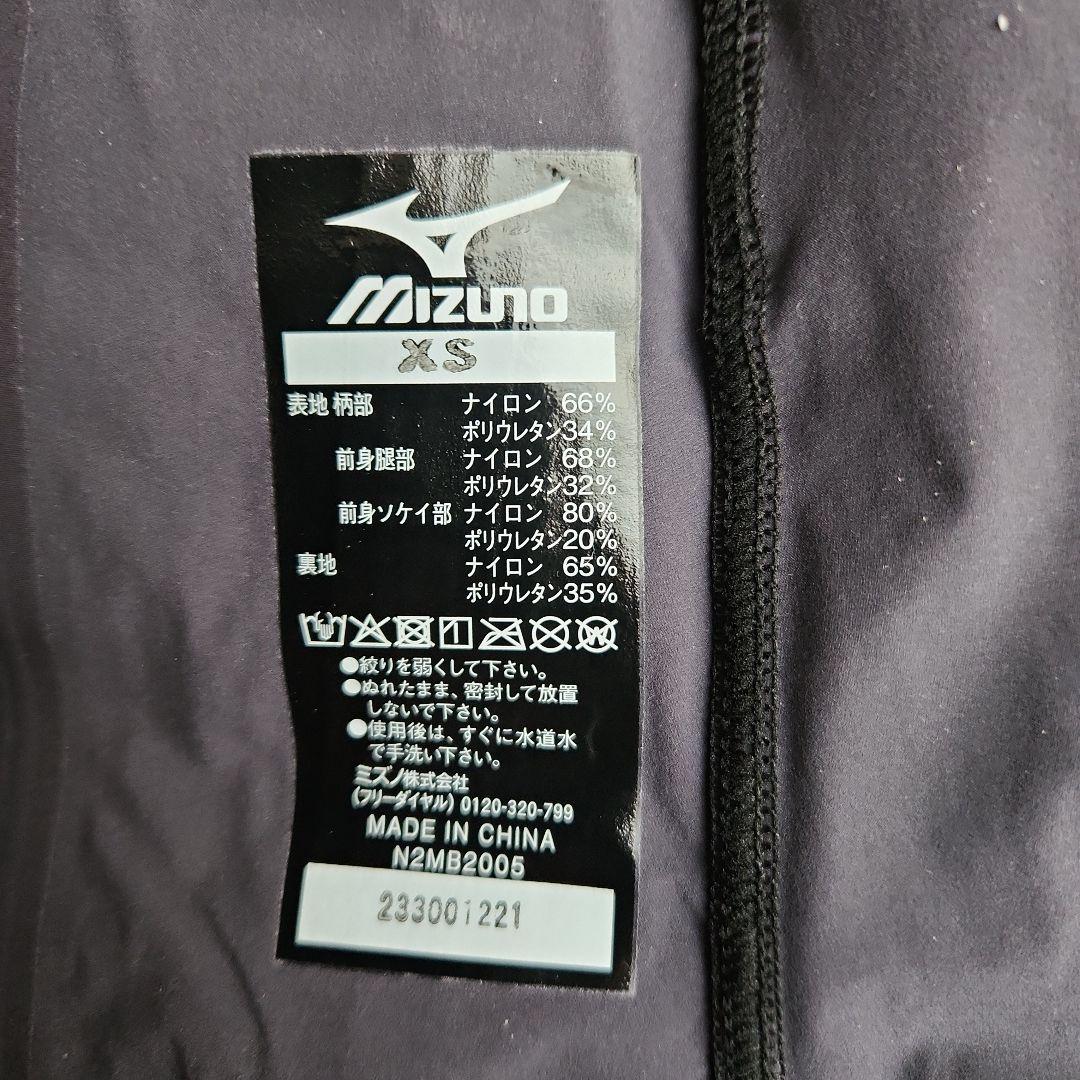 MIZUNO
XS
表地 柄部 ナイロン 66%
ポリウレタン34%
前身腿部 ナイロン 68%
ポリウレタン32%
前身ソケイ部 ナイロン 80%
ポリウレタン20%
裏地 ナイロン 65%
ポリウレタン35%
●絞りを弱くして下さい。
●ぬれたまま、密封して放置
しないで下さい。
●使用後は、すぐに水道水
で手洗い下さい。
ミズノ株式会社
(フリーダイヤル) 0120-320-799
MADE IN CHINA
N2MB2005
233001221